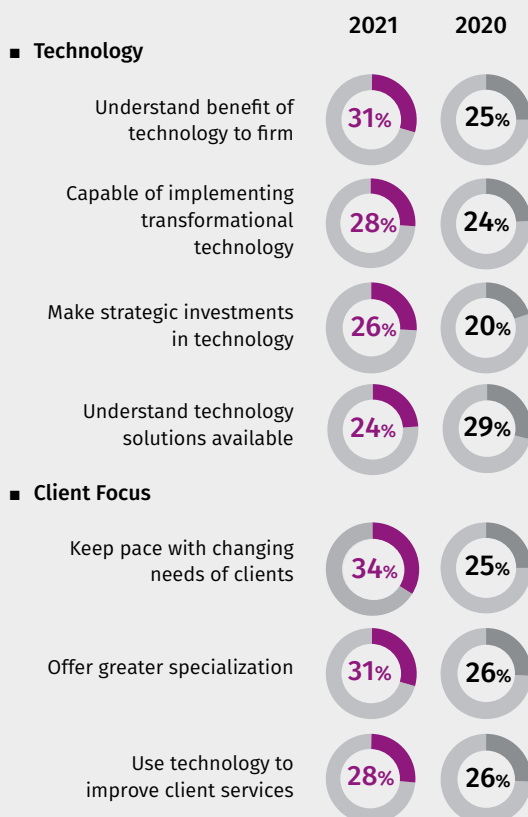 2021 2020
■ Technology
Understand benefit of
technology to firm
31% 25%
Capable of implementing
transformational
technology
28% 24%
Make strategic investments
in technology
26% 20%
Understand technology
solutions available
24% 29%
■ Client Focus
Keep pace with changing
needs of clients
34% 25%
Offer greater specialization
31% 26%
Use technology to
improve client services
28% 26%